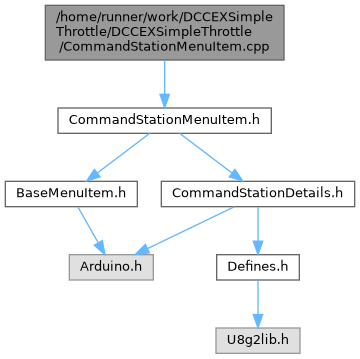 /home/runner/work/DCCEXSimple
Throttle/DCCEXSimpleThrottle
/CommandStationMenuItem.cpp
CommandStationMenuItem.h
BaseMenuItem.h
CommandStationDetails.h
Arduino.h
Defines.h
U8g2lib.h